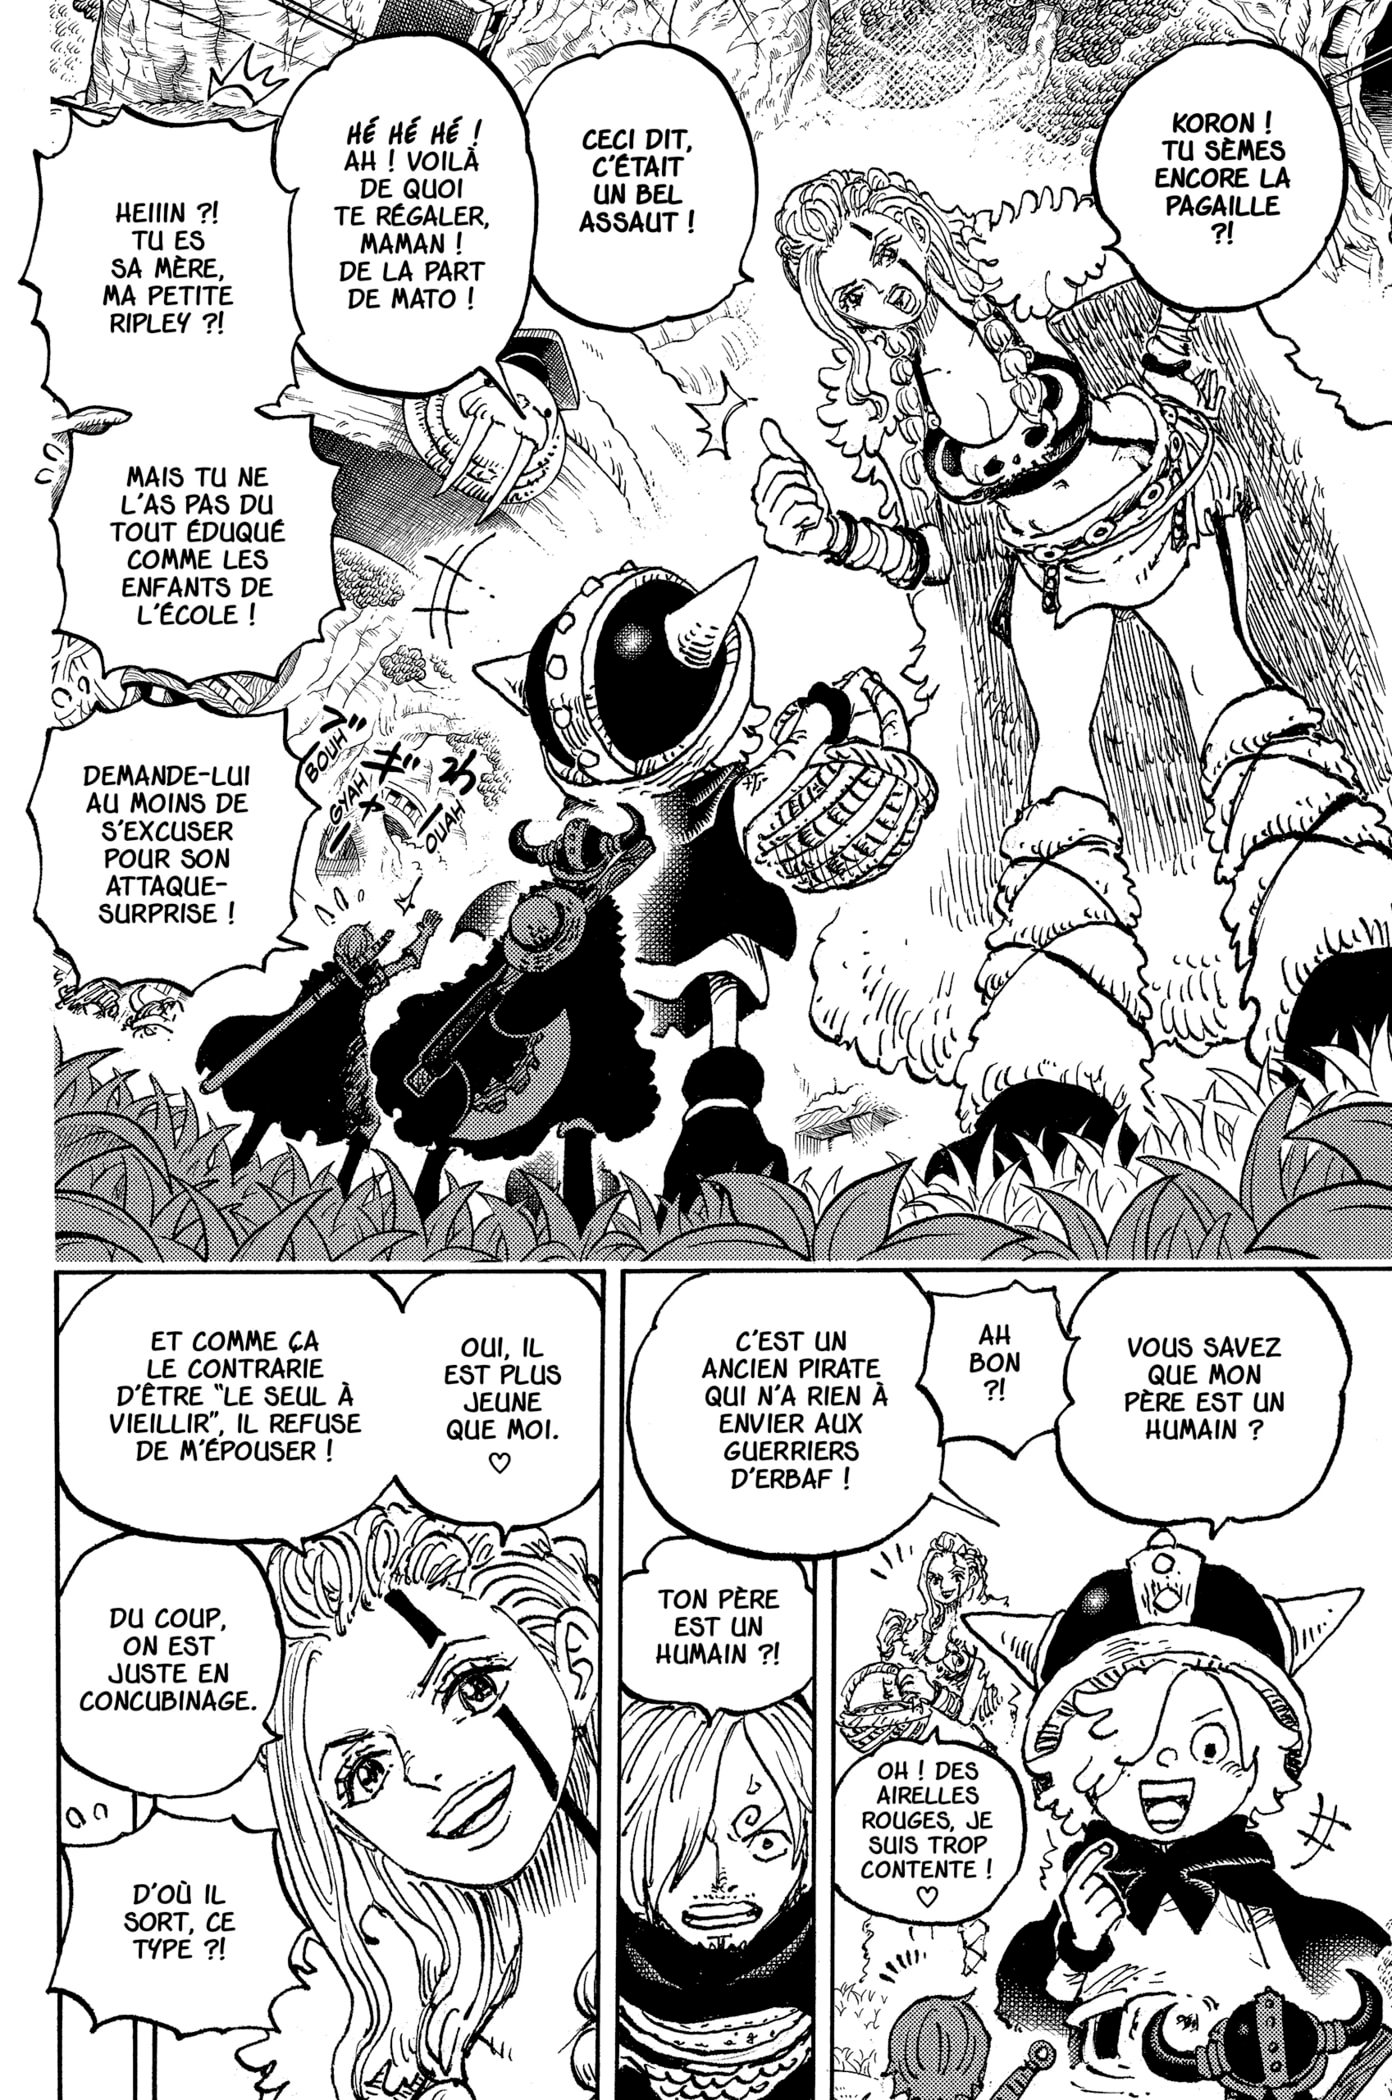 KORON !
TU SÈMES
ENCORE LA
PAGAILLE
?!
CECI DIT,
C'ÉTAIT
UN BEL
ASSAUT !
HÉ HÉ HÉ !
AH ! VOILÀ
DE QUOI
TE RÉGALER,
MAMAN !
DE LA PART
DE MATO !
HEIIIN ?!
TU ES
SA MÈRE,
MA PETITE
RIPLEY ?!
MAIS TU NE
L'AS PAS DU
TOUT ÉDUQUÉ
COMME LES
ENFANTS DE
L'ÉCOLE !
DEMANDE-LUI
AU MOINS DE
S'EXCUSER
POUR SON
ATTAQUE-
SURPRISE !
BOUH
GYAH
OUAH
VOUS SAVEZ
QUE MON
PÈRE EST UN
HUMAIN ?
AH
BON
?!
C'EST UN
ANCIEN PIRATE
QUI N'A RIEN À
ENVIER AUX
GUERRIERS
D'ERBAF !
OH ! DES
AIRELLES
ROUGES, JE
SUIS TROP
CONTENTE !
♡
TON PÈRE
EST UN
HUMAIN ?!
OUI, IL
EST PLUS
JEUNE
QUE MOI.
♡
ET COMME ÇA
LE CONTRARIE
D'ÊTRE "LE SEUL À
VIEILLIR", IL REFUSE
DE M'ÉPOUSER !
DU COUP,
ON EST
JUSTE EN
CONCUBINAGE.
D'OÙ IL
SORT, CE
TYPE ?!